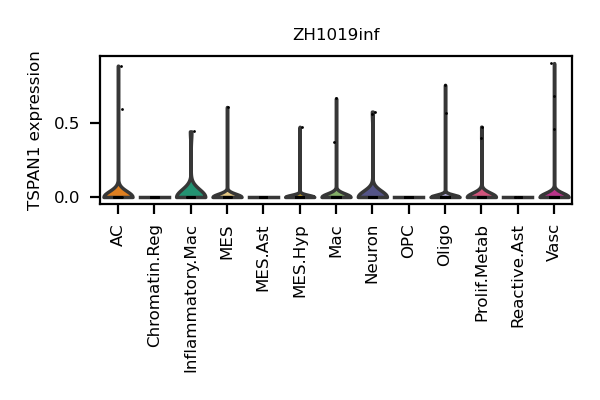 ZH1019inf
TSPAN1 expression
0.5
0.0
AC
Chromatin.Reg
Inflammatory.Mac
MES
MES.Ast
MES.Hyp
Mac
Neuron
OPC
Oligo
Prolif.Metab
Reactive.Ast
Vasc